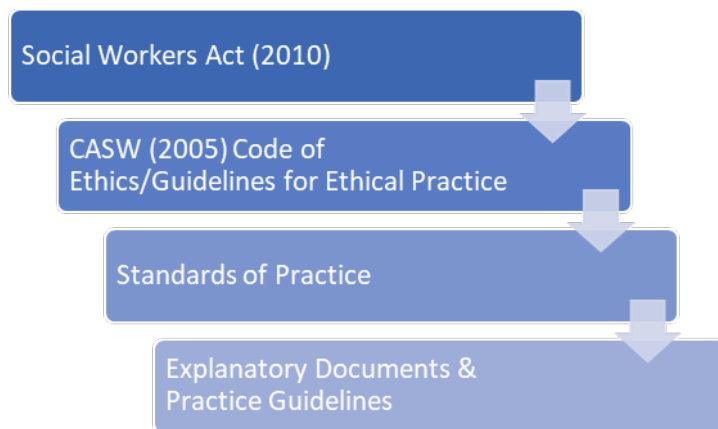 Social Workers Act (2010)
CASW (2005) Code of
Ethics/Guidelines for Ethical Practice
Standards of Practice
Explanatory Documents &
Practice Guidelines